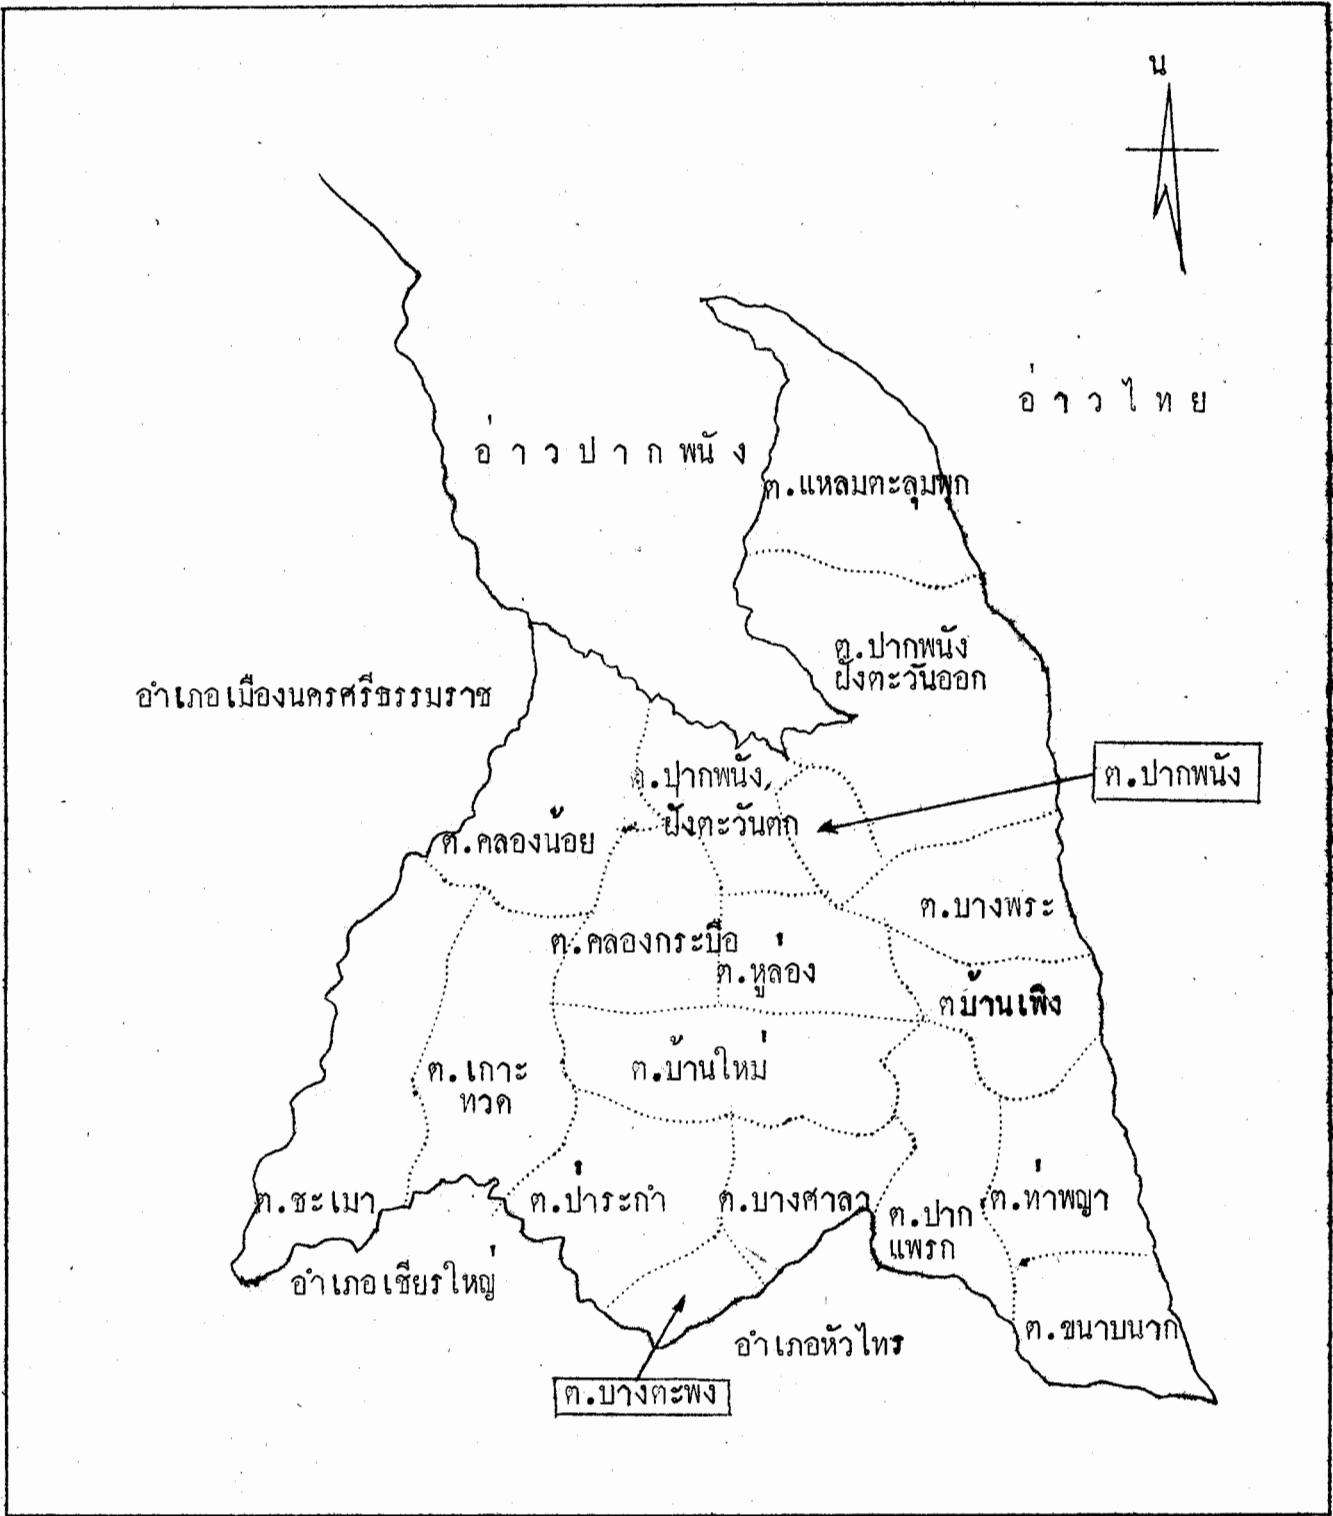 น
อ่าวไทย
อ่าวปากพนัง
ต.แหลมตะลุมพุก
ต.ปากพนัง
ฝั่งตะวันออก
อำเภอเมืองนครศรีธรรมราช
ต.ปากพนัง
ต.ปากพนัง
ฝั่งตะวันตก
ต.คลองน้อย
ต.บางพระ
ต.คลองกระบือ
ต.หูล่อง
ต บ้านเพิง
ต.บ้านใหม่
ต.เกาะ
ทวด
ต.ชะเมา
ต.ป่าระกำ
ต.บางศาลา
ต.ปาก
แพรก
ต.ท่าพญา
อำเภอเชียรใหญ่
ต.ขนาบนาก
อำเภอหัวไทร
ต.บางตะพง